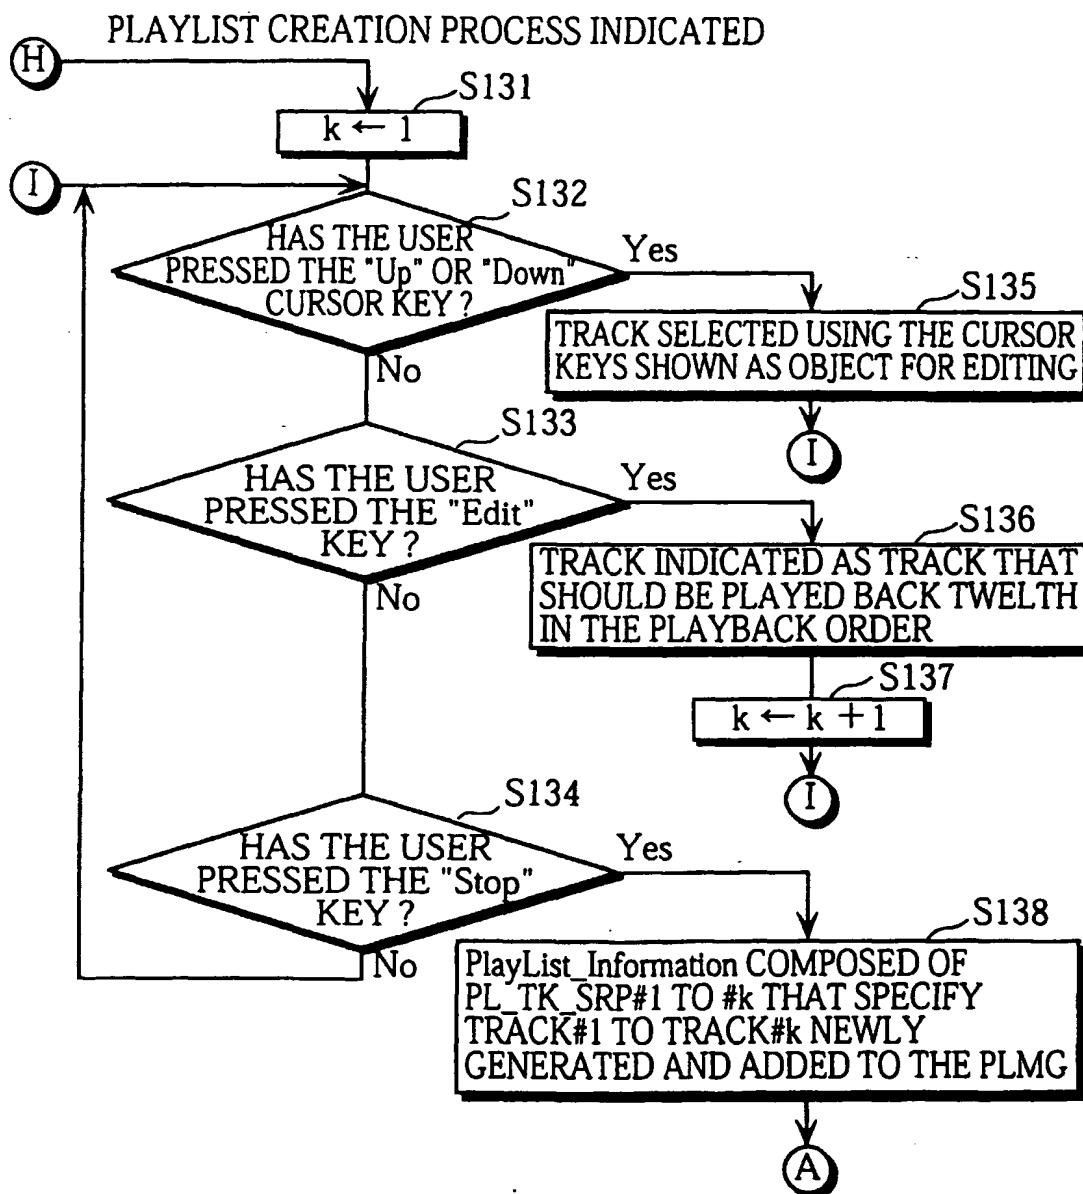 PLAYLIST CREATION PROCESS INDICATED
H
S131
k ← 1
I
S132
HAS THE USER
PRESSED THE "Up" OR "Down"
CURSOR KEY ?
Yes
No
S135
TRACK SELECTED USING THE CURSOR
KEYS SHOWN AS OBJECT FOR EDITING
I
S133
HAS THE USER
PRESSED THE "Edit"
KEY ?
Yes
No
S136
TRACK INDICATED AS TRACK THAT
SHOULD BE PLAYED BACK TWELTH
IN THE PLAYBACK ORDER
S137
k ← k + 1
I
S134
HAS THE USER
PRESSED THE "Stop"
KEY ?
Yes
No
S138
PlayList_Information COMPOSED OF
PL_TK_SRP#1 TO #k THAT SPECIFY
TRACK#1 TO TRACK#k NEWLY
GENERATED AND ADDED TO THE PLMG
A